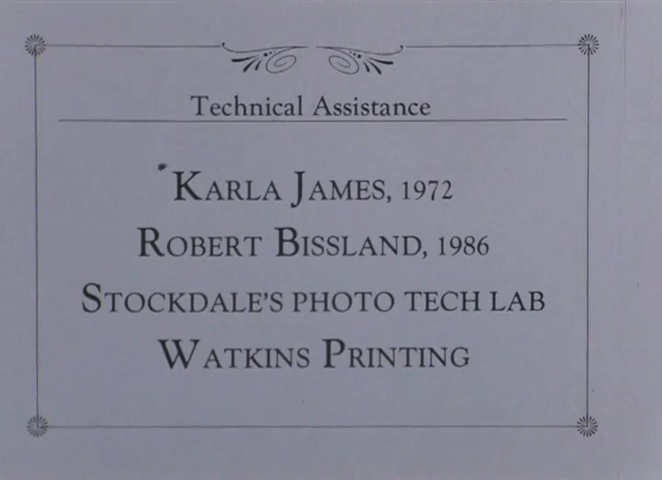 Technical Assistance
KARLA JAMES, 1972
ROBERT BISSLAND, 1986
STOCKDALE'S PHOTO TECH LAB
WATKINS PRINTING